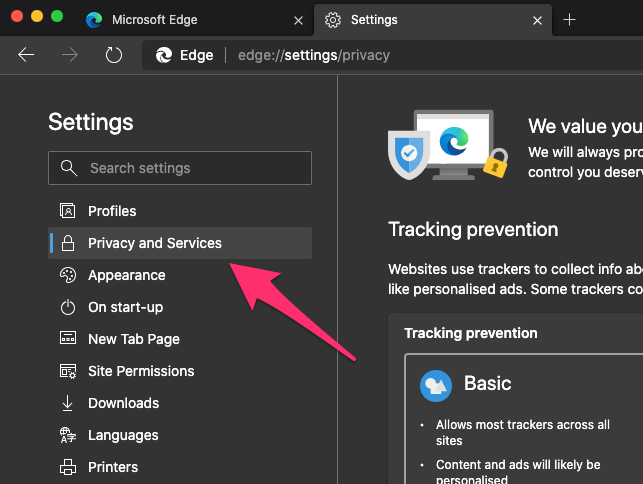 Microsoft Edge
Settings
Edge
edge://settings/privacy
Settings
Search settings
Profiles
Privacy and Services
Appearance
On start-up
New Tab Page
Site Permissions
Downloads
Languages
Printers
We value you
We will always pro
control you deserv
Tracking prevention
Websites use trackers to collect info ab
like personalised ads. Some trackers co
Tracking prevention
Basic
• Allows most trackers across all
sites
• Content and ads will likely be
personalised